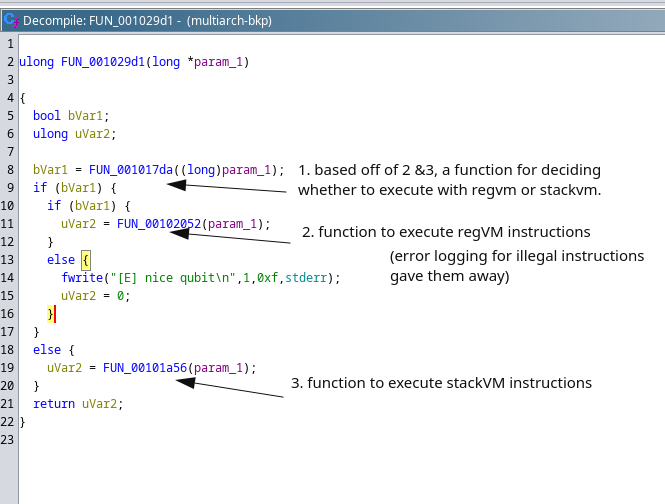 Decompile: FUN_001029d1 - (multiarch-bkp)
1
2 ulong FUN_001029d1(long *param_1)
3
4 {
5 bool bVar1;
6 ulong uVar2;
7
8 bVar1 = FUN_001017da((long)param_1); 1. based off of 2 &3, a function for deciding
9 if (bVar1) { whether to execute with regvm or stackvm.
10 if (bVar1) {
11 uVar2 = FUN_00102052(param_1); 2. function to execute regVM instructions
12 }
13 else { (error logging for illegal instructions
14 fwrite("[E] nice qubit\n",1,0xf,stderr); gave them away)
15 uVar2 = 0;
16 }
17 }
18 else {
19 uVar2 = FUN_00101a56(param_1); 3. function to execute stackVM instructions
20 }
21 return uVar2;
22 }
23